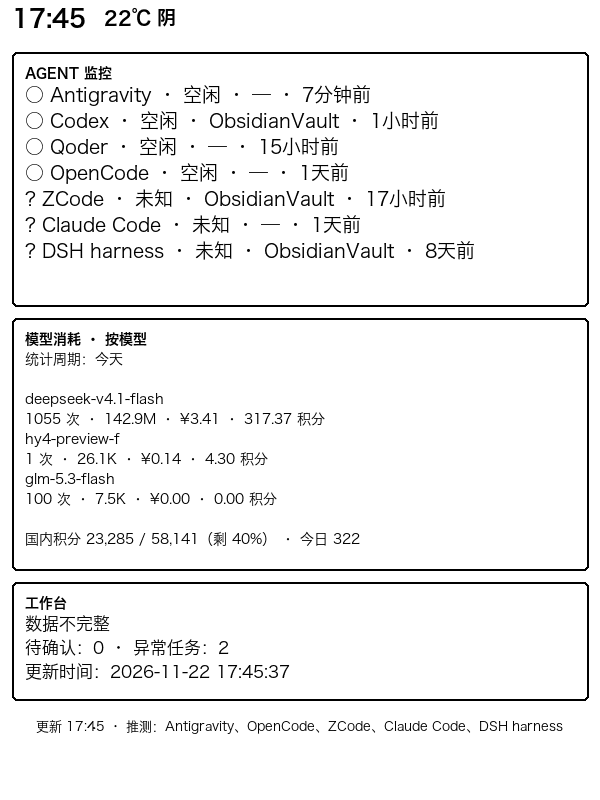 17:45 22℃ 阴
AGENT 监控
○ Antigravity · 空闲 · — · 7分钟前
○ Codex · 空闲 · ObsidianVault · 1小时前
○ Qoder · 空闲 · — · 15小时前
○ OpenCode · 空闲 · — · 1天前
? ZCode · 未知 · ObsidianVault · 17小时前
? Claude Code · 未知 · — · 1天前
? DSH harness · 未知 · ObsidianVault · 8天前
模型消耗 · 按模型
统计周期：今天
deepseek-v4.1-flash
1055 次 · 142.9M · ¥3.41 · 317.37 积分
hy4-preview-f
1 次 · 26.1K · ¥0.14 · 4.30 积分
glm-5.3-flash
100 次 · 7.5K · ¥0.00 · 0.00 积分
国内积分 23,285 / 58,141（剩 40%） · 今日 322
工作台
数据不完整
待确认：0 · 异常任务：2
更新时间：2026-11-22 17:45:37
更新 17:45 · 推测：Antigravity、OpenCode、ZCode、Claude Code、DSH harness